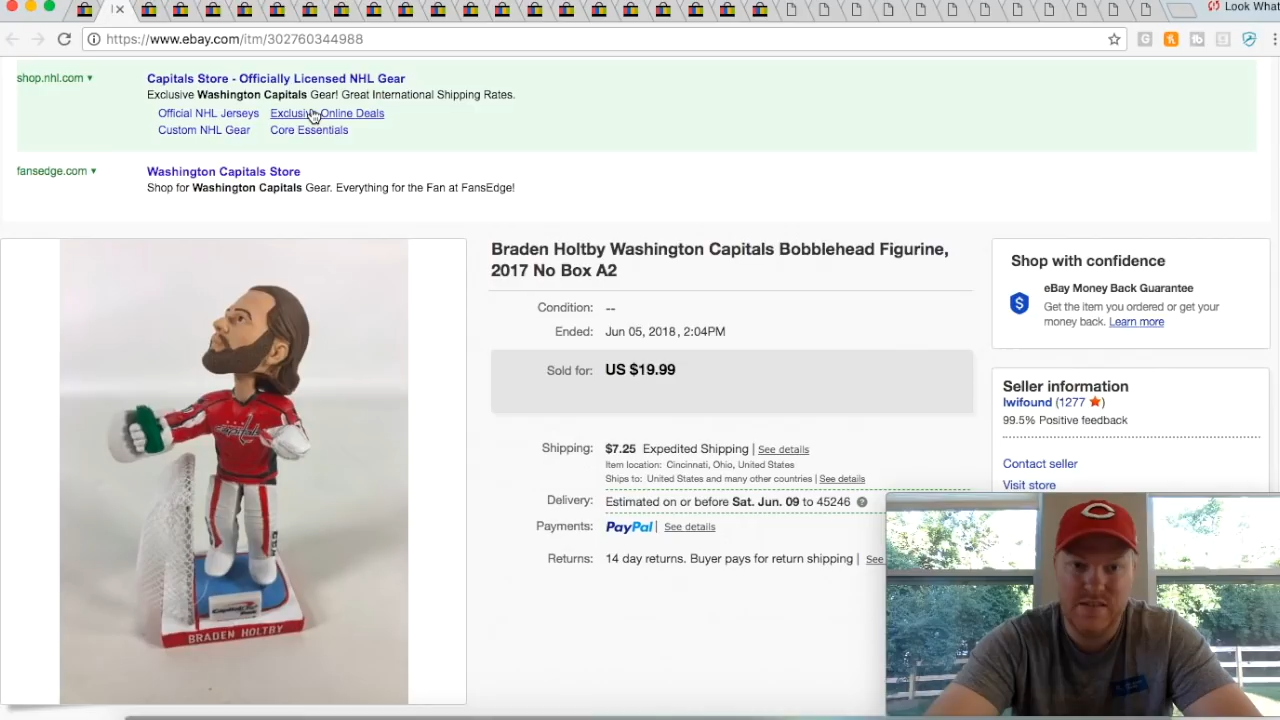 Look What
https://www.ebay.com/itm/302760344988
shop.nhl.com ▾
Capitals Store - Officially Licensed NHL Gear
Exclusive Washington Capitals Gear! Great International Shipping Rates.
Official NHL Jerseys
Exclusive Online Deals
Custom NHL Gear
Core Essentials
fansedge.com ▾
Washington Capitals Store
Shop for Washington Capitals Gear. Everything for the Fan at FansEdge!
Braden Holtby Washington Capitals Bobblehead Figurine,
2017 No Box A2
Condition: --
Ended: Jun 05, 2018 , 2:04PM
Sold for: US $19.99
Shipping: $7.25 Expedited Shipping | See details
Item location: Cincinnati, Ohio, United States
Ships to: United States and many other countries | See details
Delivery: Estimated on or before Sat. Jun. 09 to 45246
Payments: PayPal | See details
Returns: 14 day returns. Buyer pays for return shipping | See
Shop with confidence
eBay Money Back Guarantee
Get the item you ordered or get your
money back. Learn more
Seller information
lwifound (1277)
99.5% Positive feedback
Contact seller
Visit store
Capitals
BRADEN HOLTBY